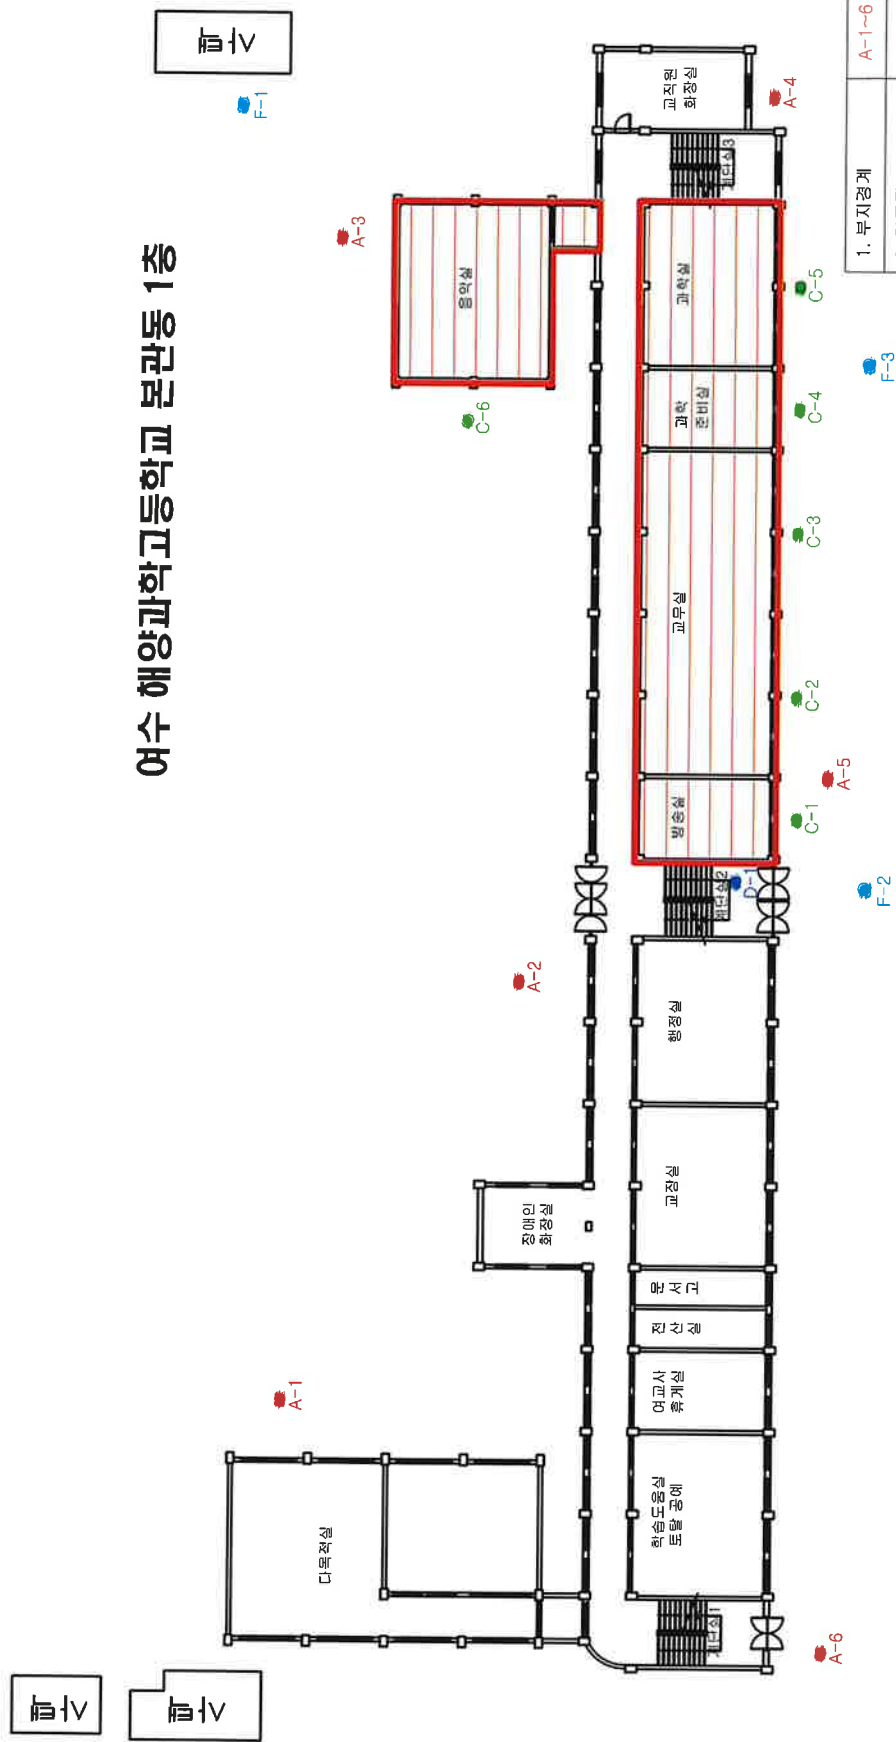 여수 해양과학고등학교 본관동 1층
F-1
A-1
A-3
음악실
C-6
다목적실
A-2
장애인
화장실
학습도움실
토탈 공예
여교사
휴게실
전산실
문서고
교장실
행정실
방송실
교무실
과학
준비실
과학실
교직원
화장실
계단실1
계단실2
계단실3
D-1
A-4
C-1
C-2
C-3
C-4
C-5
A-6
A-5
F-2
F-3
1. 부지경계
A-1~6